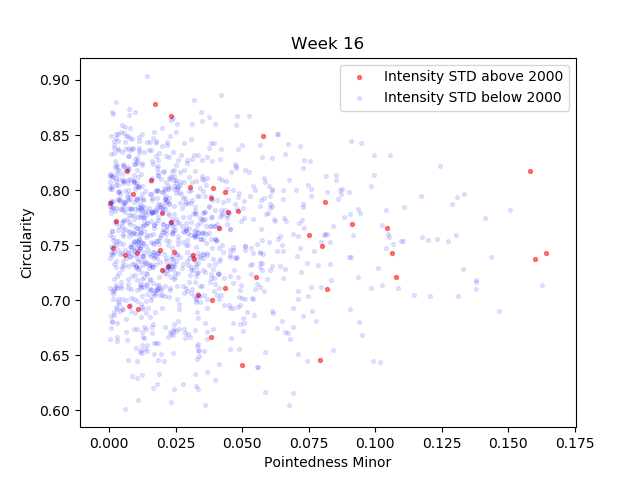 Week 16
Intensity STD above 2000
Intensity STD below 2000
0.90
0.85
0.80
0.75
0.70
0.65
0.60
Circularity
0.000 0.025 0.050 0.075 0.100 0.125 0.150 0.175
Pointedness Minor